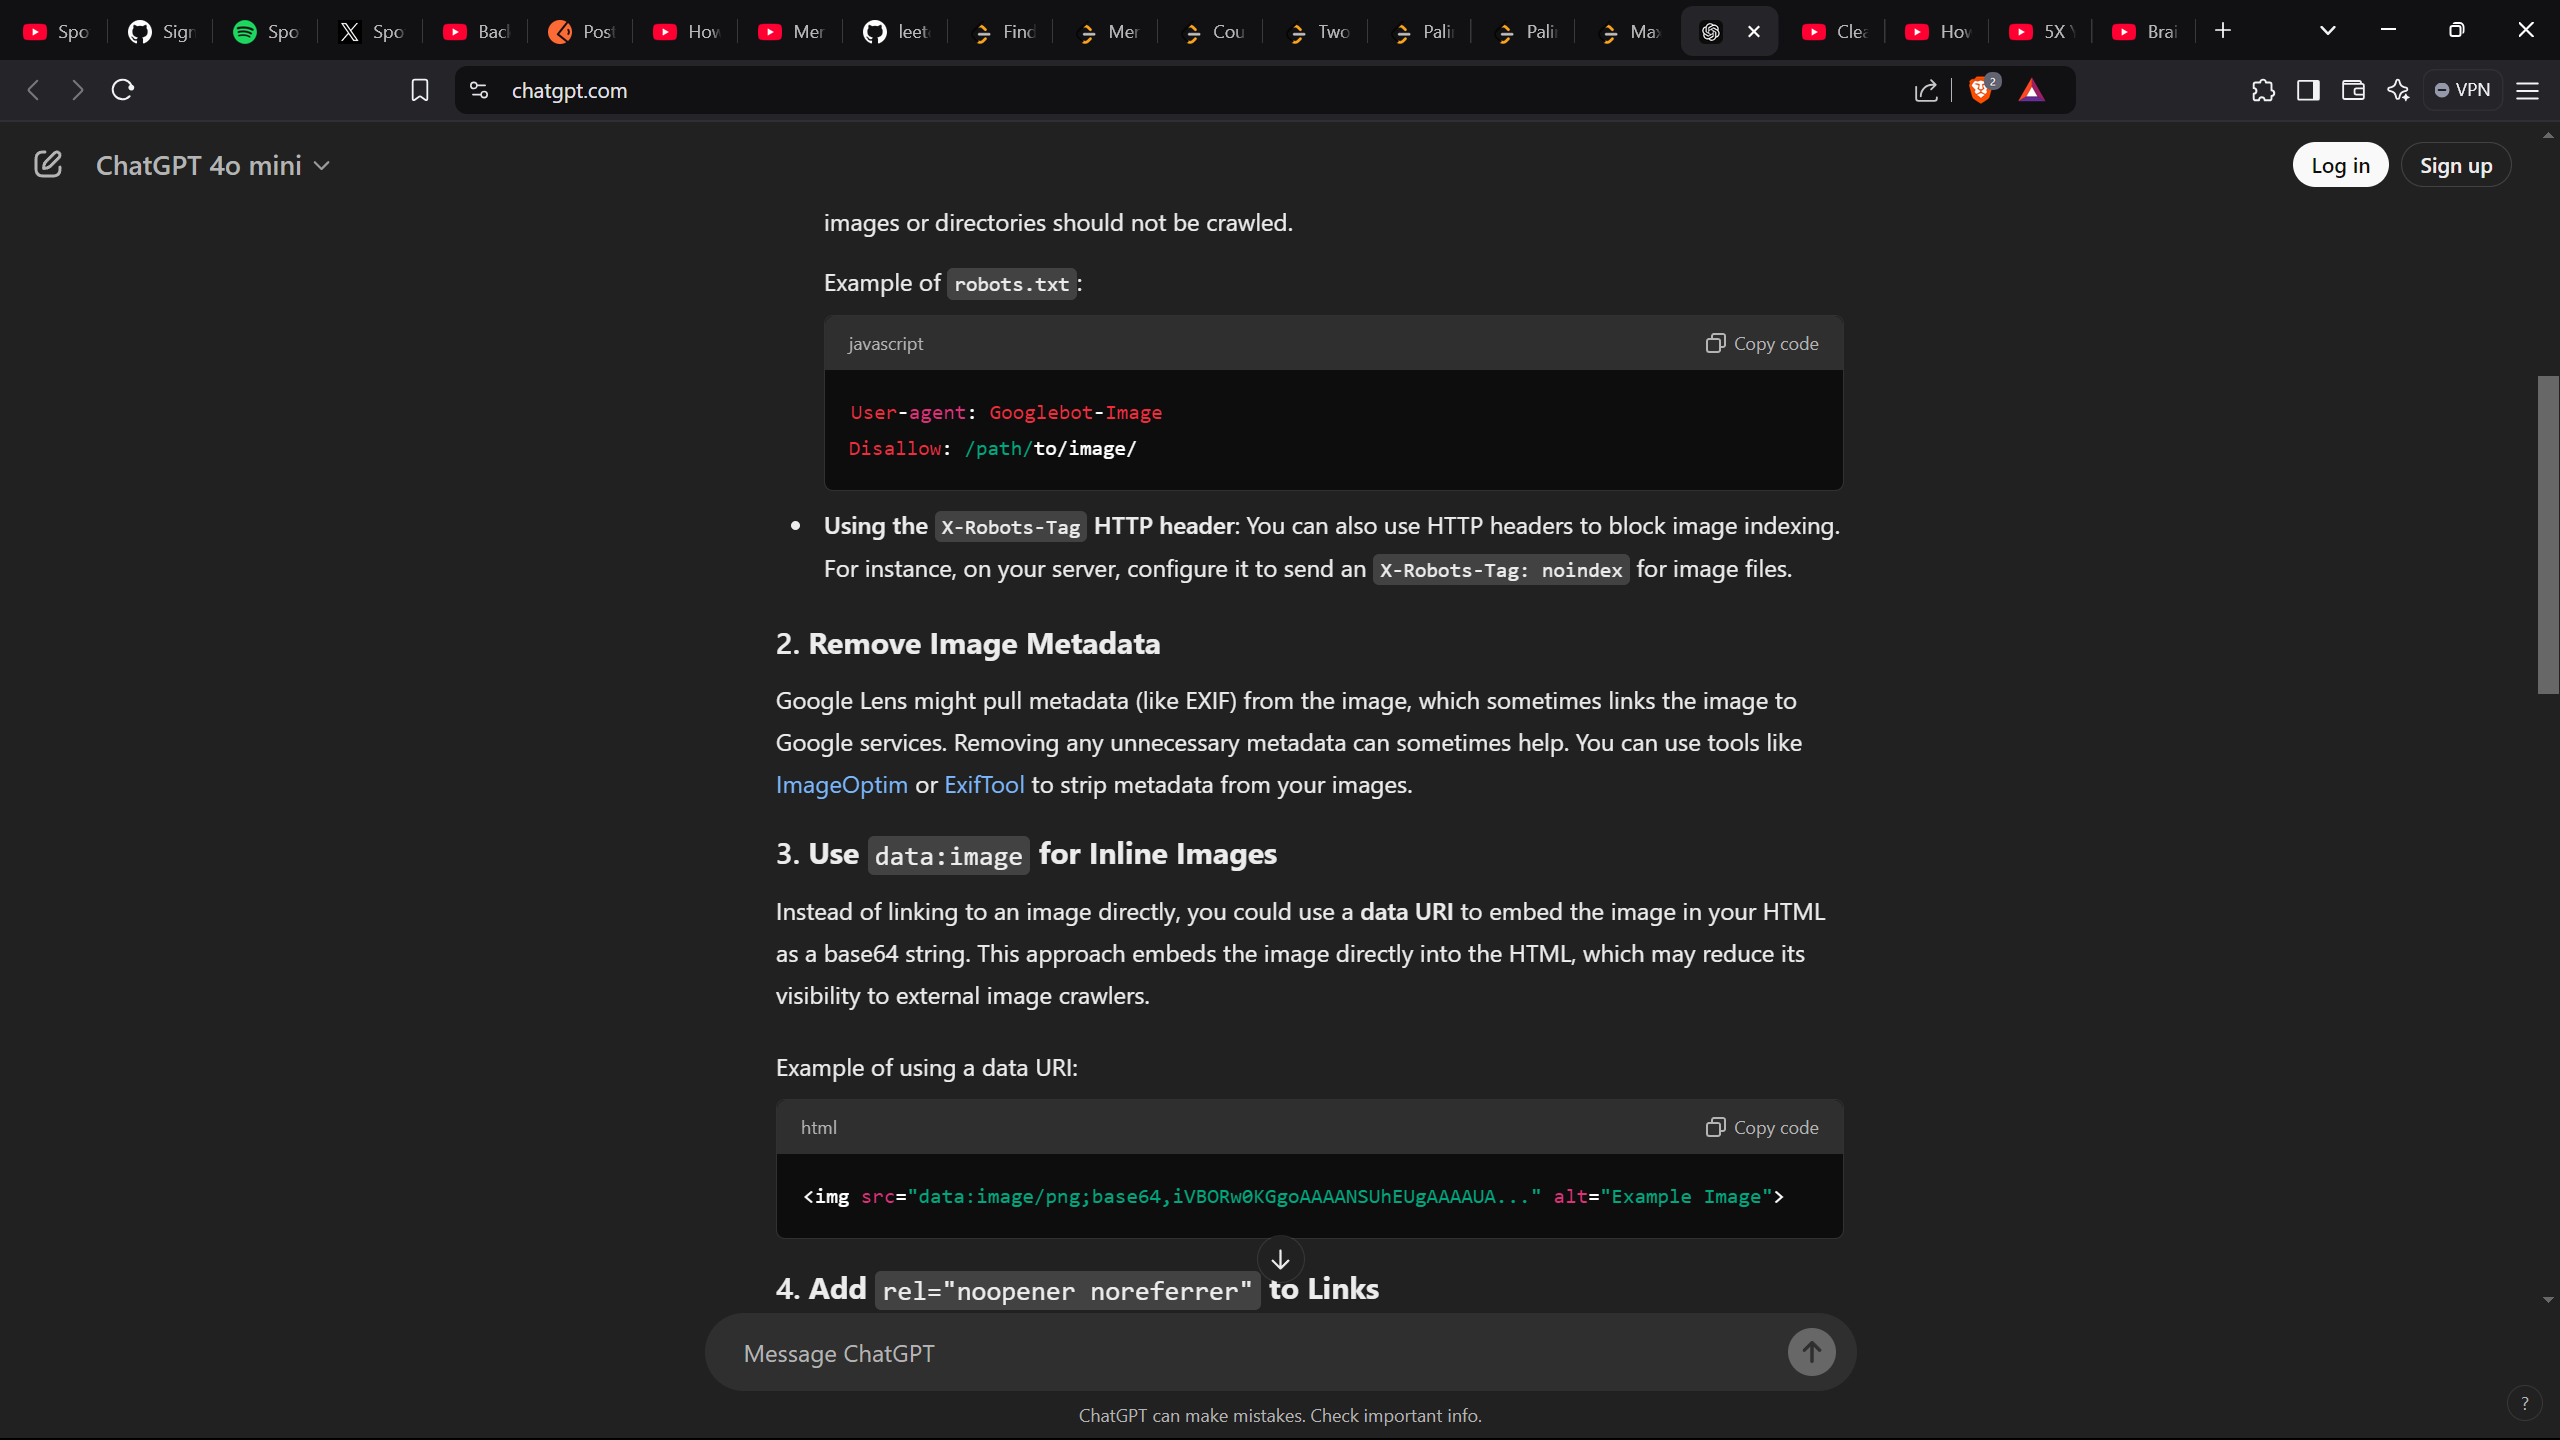 Spo
Sign
Spo
Spo
Back
Post
How
Mer
leet
Find
Mer
Cou
Two
Palin
Palin
Max
Clea
How
5X Y
Brai
chatgpt.com
2
VPN
ChatGPT 4o mini
Log in
Sign up
images or directories should not be crawled.
Example of robots.txt:
javascript
Copy code
User-agent: Googlebot-Image
Disallow: /path/to/image/
• Using the X-Robots-Tag HTTP header: You can also use HTTP headers to block image indexing.
For instance, on your server, configure it to send an X-Robots-Tag: noindex for image files.
2. Remove Image Metadata
Google Lens might pull metadata (like EXIF) from the image, which sometimes links the image to
Google services. Removing any unnecessary metadata can sometimes help. You can use tools like
ImageOptim or ExifTool to strip metadata from your images.
3. Use data:image for Inline Images
Instead of linking to an image directly, you could use a data URI to embed the image in your HTML
as a base64 string. This approach embeds the image directly into the HTML, which may reduce its
visibility to external image crawlers.
Example of using a data URI:
html
Copy code
<img src="data:image/png;base64,iVBORw0KGgoAAAANSUhEUgAAAAUA..." alt="Example Image">
4. Add rel="noopener noreferrer" to Links
Message ChatGPT
ChatGPT can make mistakes. Check important info.
?